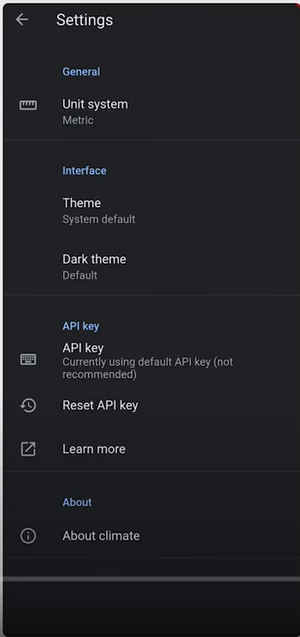 Settings
General
Unit system
Metric
Interface
Theme
System default
Dark theme
Default
API key
API key
Currently using default API key (not
recommended)
Reset API key
Learn more
About
About climate